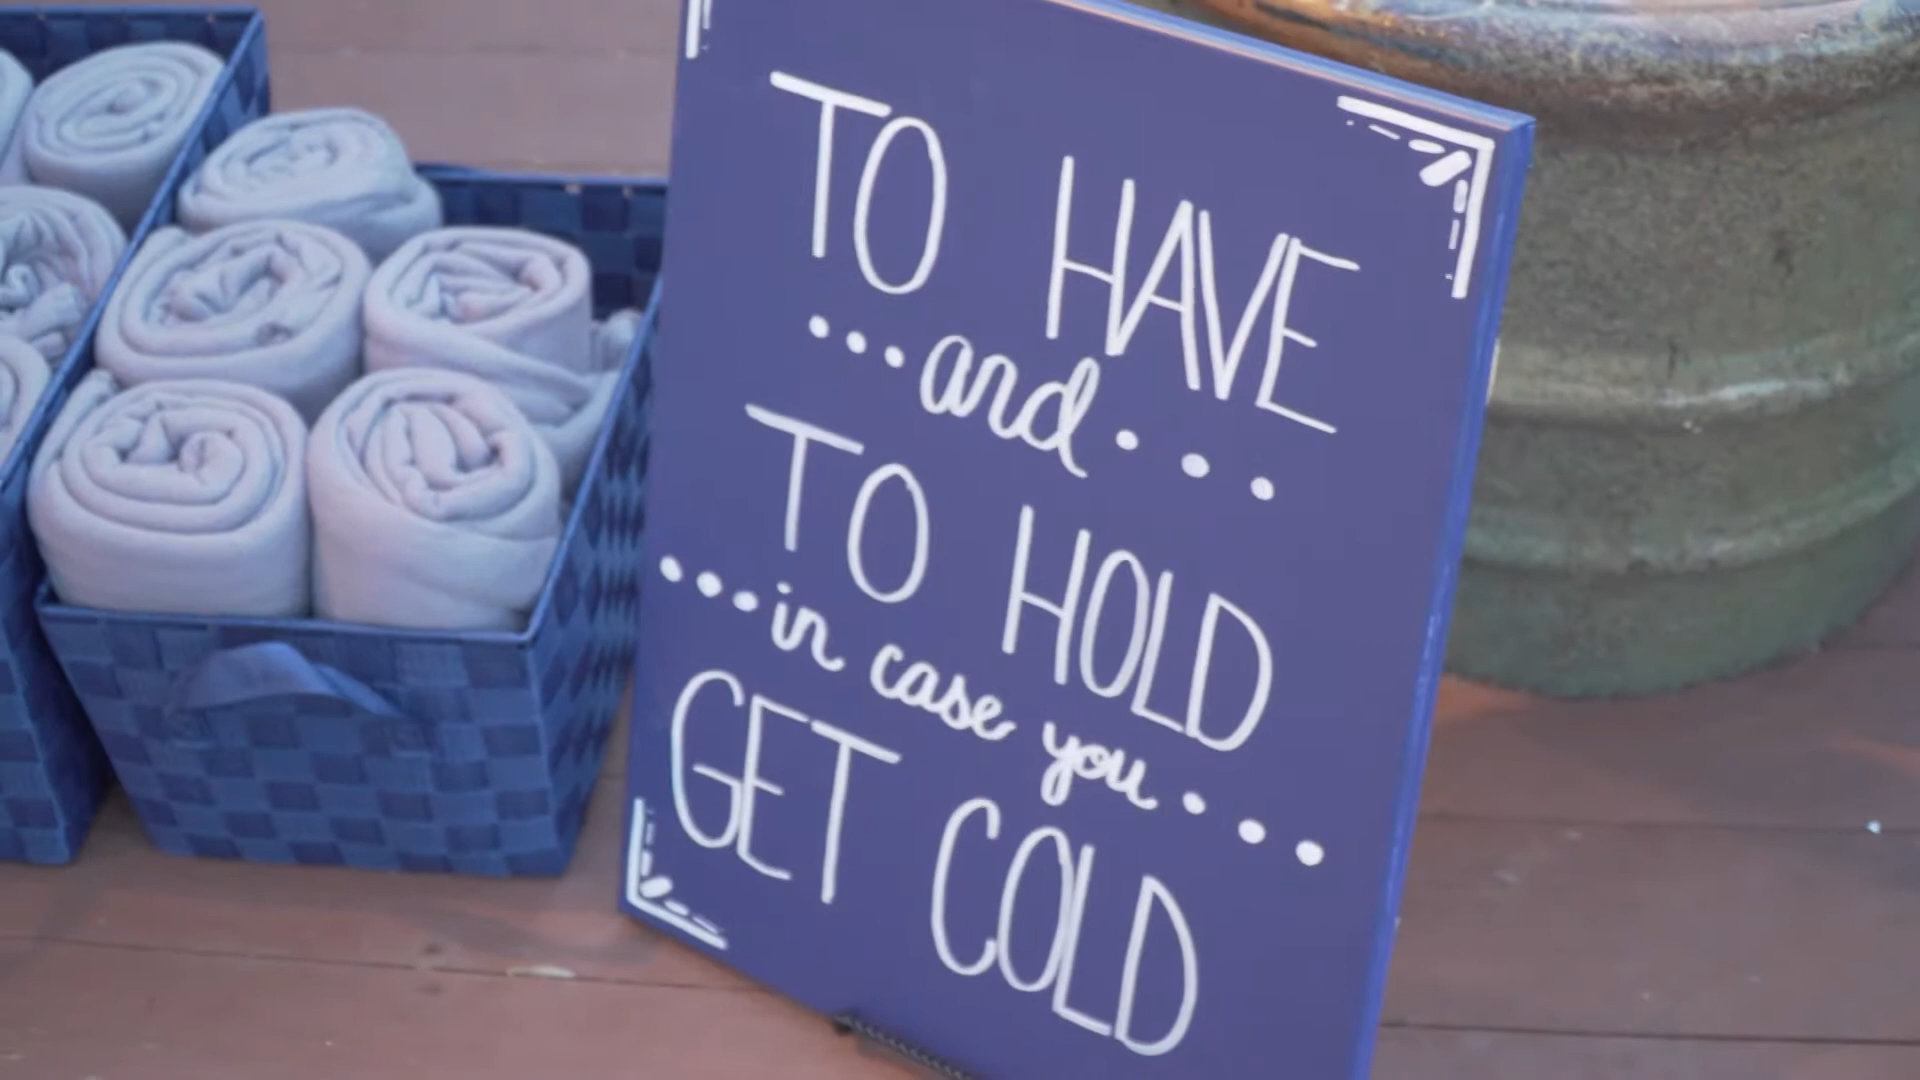 TO HAVE
...and...
TO HOLD
...in case you...
GET COLD